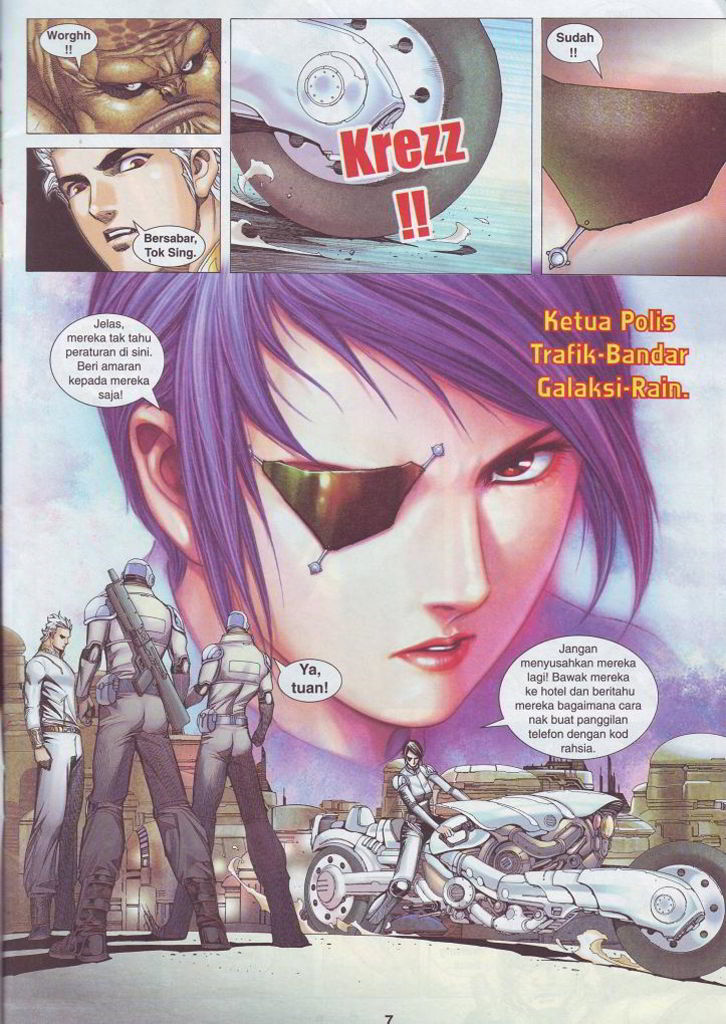 Worghh
!!
Bersabar,
Tok Sing.
Krezz
!!
Sudah
!!
Jelas,
mereka tak tahu
peraturan di sini.
Beri amaran
kepada mereka
saja!
Ketua Polis
Trafik-Bandar
Galaksi-Rain.
Ya,
tuan!
Jangan
menyusahkan mereka
lagi! Bawak mereka
ke hotel dan beritahu
mereka bagaimana cara
nak buat panggilan
telefon dengan kod
rahsia.
7